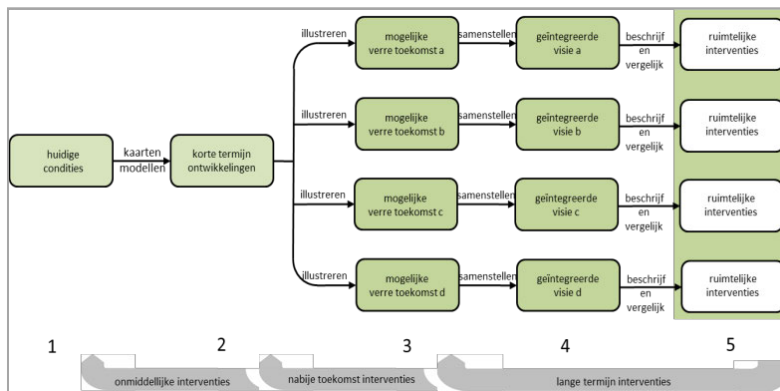 illustreren
mogelijke
verre toekomst a
samenstellen
geïntegreerde
visie a
beschrijf
en
vergelijk
ruimtelijke
interventies
illustreren
mogelijke
verre toekomst b
samenstellen
geïntegreerde
visie b
beschrijf
en
vergelijk
ruimtelijke
interventies
huidige
condities
kaarten
modellen
korte termijn
ontwikkelingen
illustreren
mogelijke
verre toekomst c
samenstellen
geïntegreerde
visie c
beschrijf
en
vergelijk
ruimtelijke
interventies
illustreren
mogelijke
verre toekomst d
samenstellen
geïntegreerde
visie d
beschrijf
en
vergelijk
ruimtelijke
interventies
1 2 3 4 5
onmiddellijke interventies
nabije toekomst interventies
lange termijn interventies